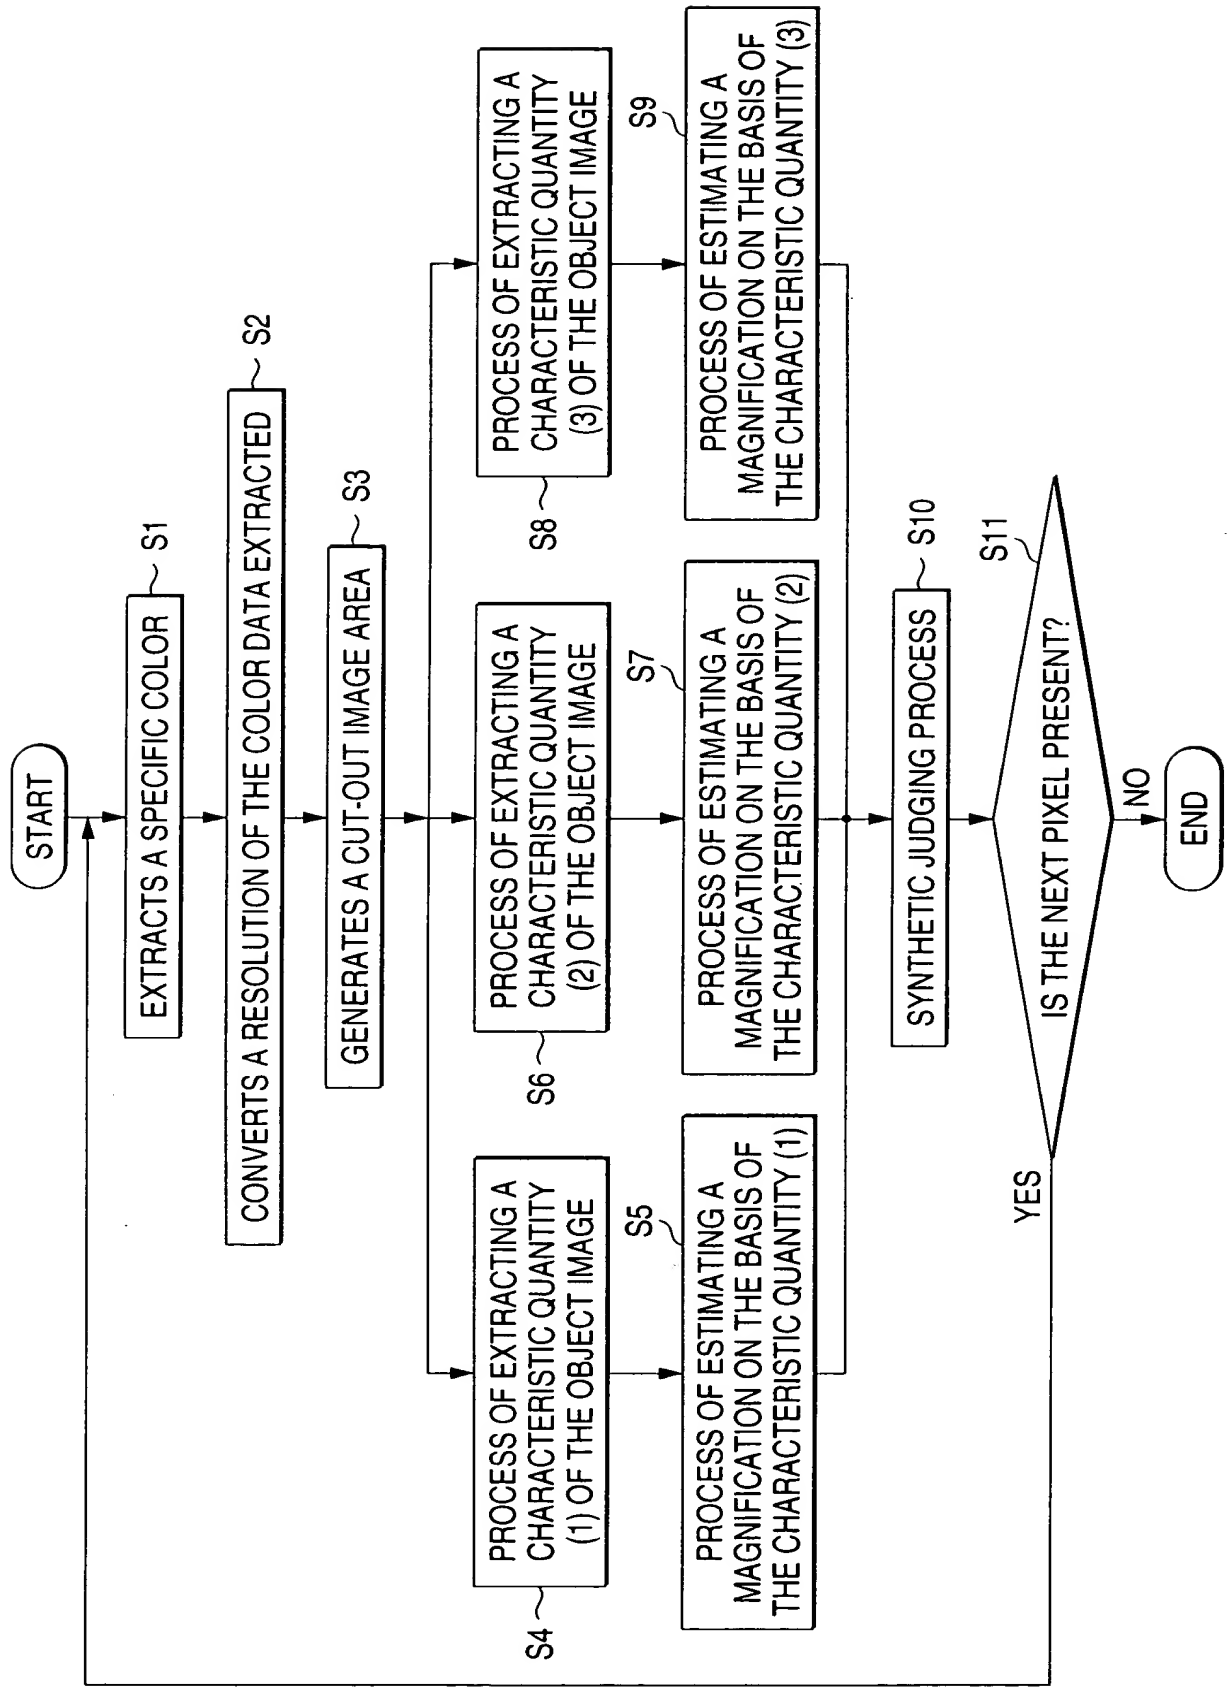 START
EXTRACTS A SPECIFIC COLOR
S1
CONVERTS A RESOLUTION OF THE COLOR DATA EXTRACTED
S2
GENERATES A CUT-OUT IMAGE AREA
S3
PROCESS OF EXTRACTING A
CHARACTERISTIC QUANTITY
(1) OF THE OBJECT IMAGE
S4
PROCESS OF ESTIMATING A
MAGNIFICATION ON THE BASIS OF
THE CHARACTERISTIC QUANTITY (1)
S5
PROCESS OF EXTRACTING A
CHARACTERISTIC QUANTITY
(2) OF THE OBJECT IMAGE
S6
PROCESS OF ESTIMATING A
MAGNIFICATION ON THE BASIS OF
THE CHARACTERISTIC QUANTITY (2)
S7
PROCESS OF EXTRACTING A
CHARACTERISTIC QUANTITY
(3) OF THE OBJECT IMAGE
S8
PROCESS OF ESTIMATING A
MAGNIFICATION ON THE BASIS OF
THE CHARACTERISTIC QUANTITY (3)
S9
SYNTHETIC JUDGING PROCESS
S10
IS THE NEXT PIXEL PRESENT?
S11
YES
NO
END